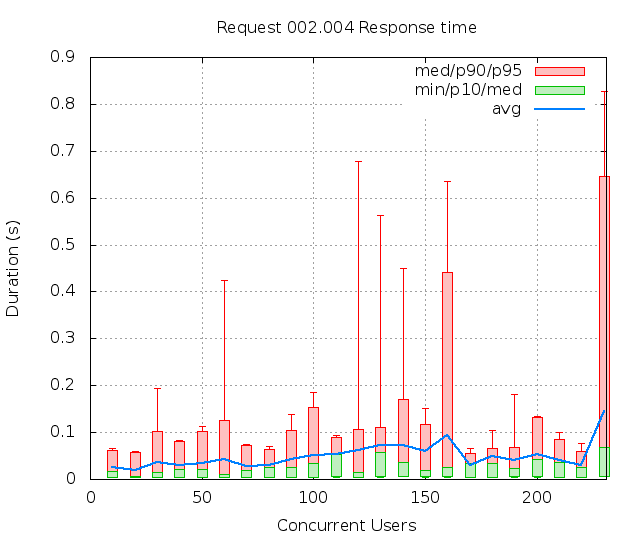 Request 002.004 Response time
med/p90/p95
min/p10/med
avg
0.9
0.8
0.7
0.6
0.5
0.4
0.3
0.2
0.1
0
Duration (s)
0 50 100 150 200
Concurrent Users